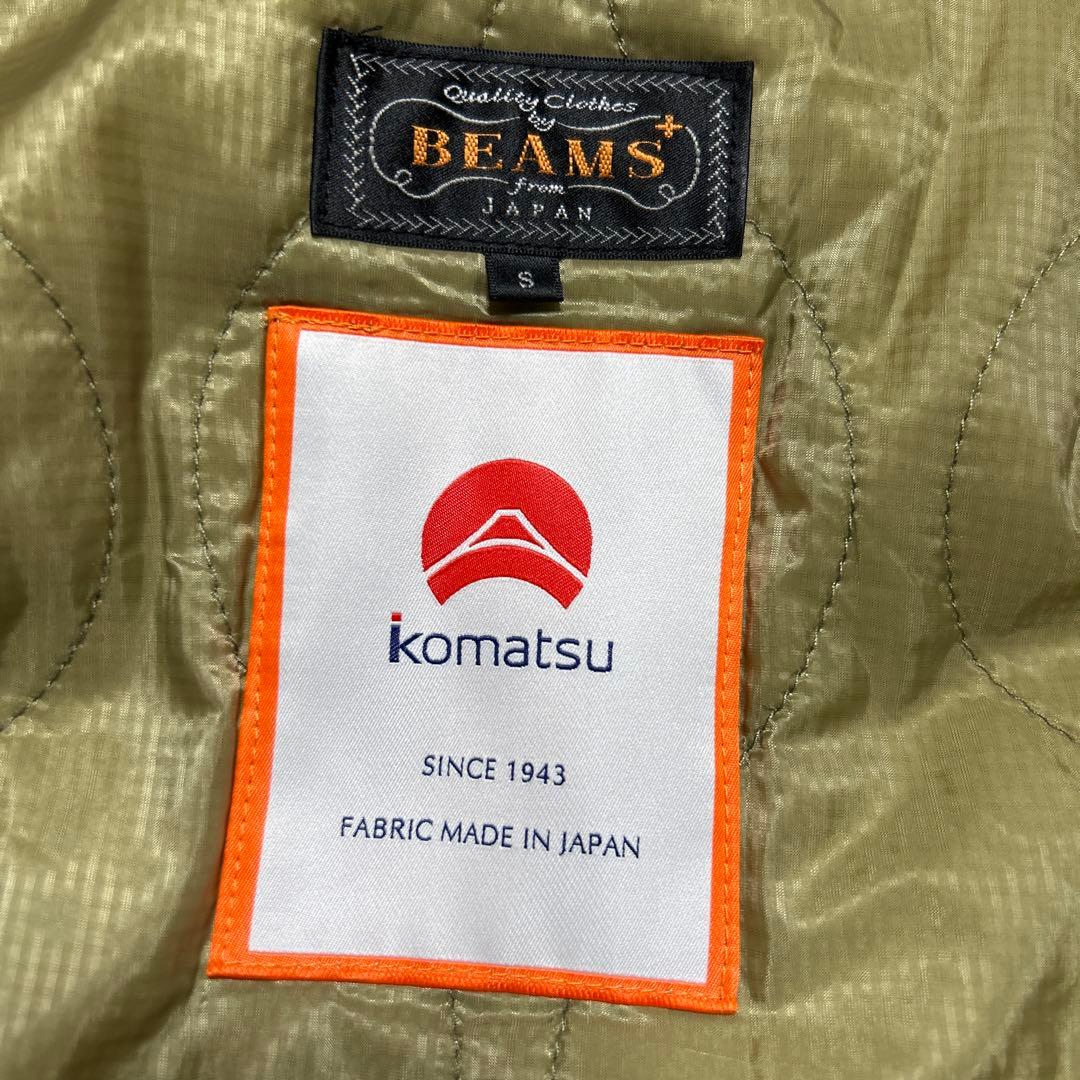 Quality Clothes
by
BEAMS+
from
JAPAN
S
komatsu
SINCE 1943
FABRIC MADE IN JAPAN